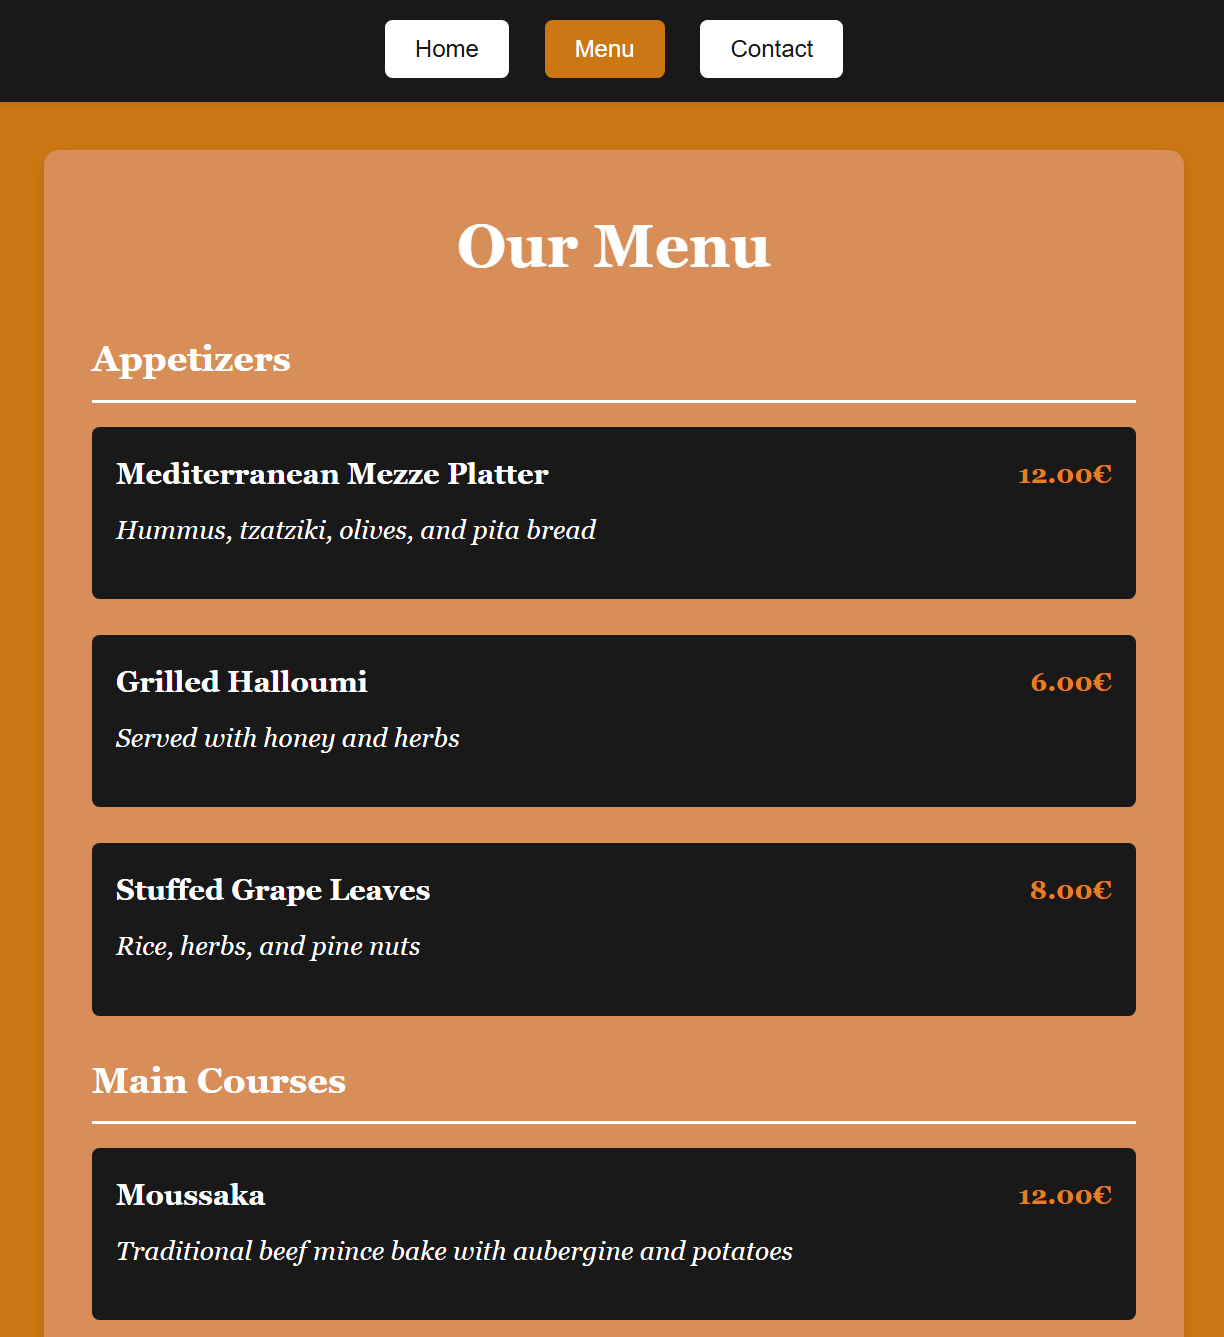 Home Menu Contact
Our Menu
Appetizers
Mediterranean Mezze Platter 12.00€
Hummus, tzatziki, olives, and pita bread
Grilled Halloumi 6.00€
Served with honey and herbs
Stuffed Grape Leaves 8.00€
Rice, herbs, and pine nuts
Main Courses
Moussaka 12.00€
Traditional beef mince bake with aubergine and potatoes